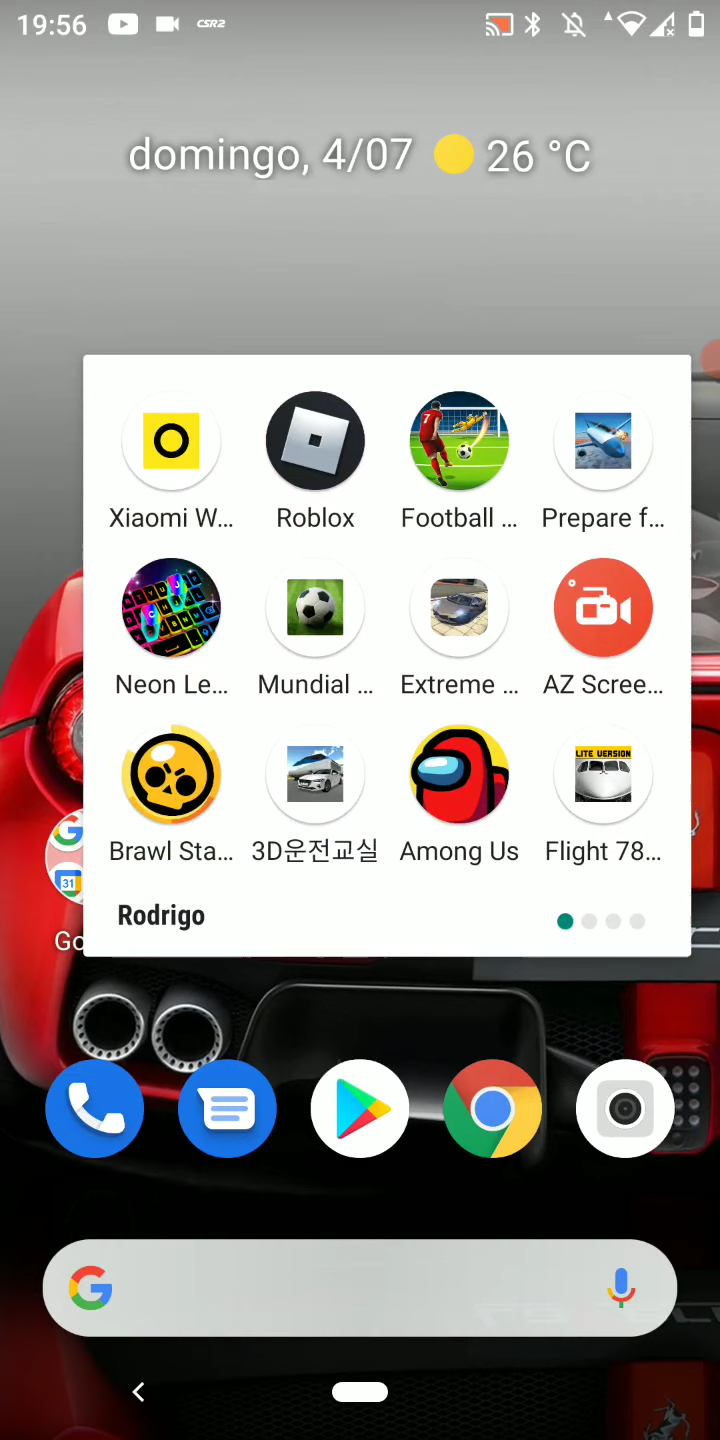 19:56
CSR2
domingo, 4/07 26 °C
Xiaomi W... Roblox Football ... Prepare f...
Neon Le... Mundial ... Extreme ... AZ Scree...
LITE VERSION
Brawl Sta... 3D운전교실 Among Us Flight 78...
31
Rodrigo
Go